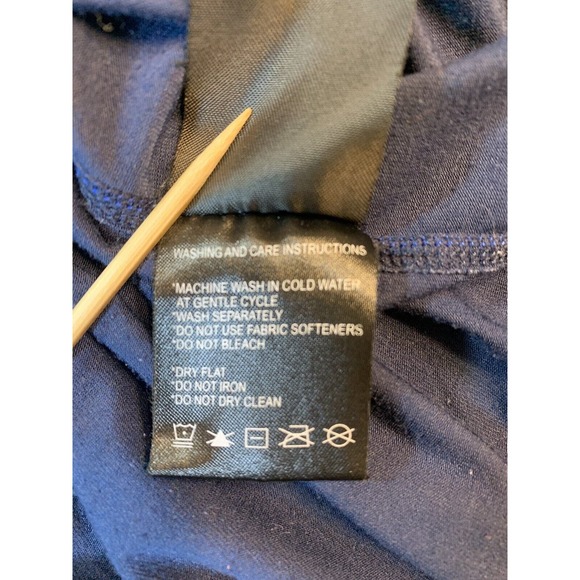 WASHING AND CARE INSTRUCTIONS
*MACHINE WASH IN COLD WATER
AT GENTLE CYCLE
*WASH SEPARATELY
*DO NOT USE FABRIC SOFTENERS
*DO NOT BLEACH
*DRY FLAT
*DO NOT IRON
*DO NOT DRY CLEAN